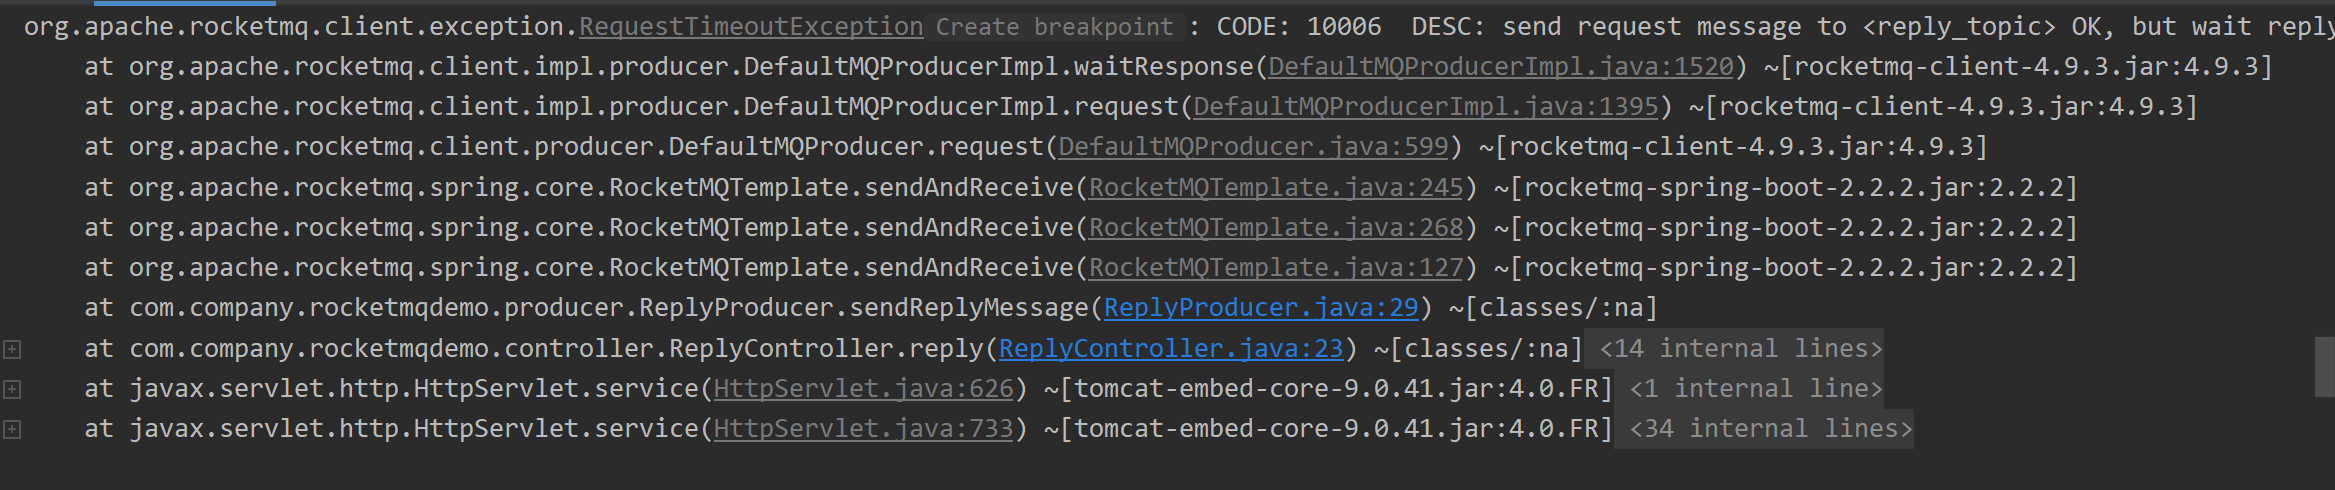 org.apache.rocketmq.client.exception.RequestTimeoutException Create breakpoint : CODE: 10006  DESC: send request message to <reply_topic> OK, but wait reply
at org.apache.rocketmq.client.impl.producer.DefaultMQProducerImpl.waitResponse(DefaultMQProducerImpl.java:1520) ~[rocketmq-client-4.9.3.jar:4.9.3]
at org.apache.rocketmq.client.impl.producer.DefaultMQProducerImpl.request(DefaultMQProducerImpl.java:1395) ~[rocketmq-client-4.9.3.jar:4.9.3]
at org.apache.rocketmq.client.producer.DefaultMQProducer.request(DefaultMQProducer.java:599) ~[rocketmq-client-4.9.3.jar:4.9.3]
at org.apache.rocketmq.spring.core.RocketMQTemplate.sendAndReceive(RocketMQTemplate.java:245) ~[rocketmq-spring-boot-2.2.2.jar:2.2.2]
at org.apache.rocketmq.spring.core.RocketMQTemplate.sendAndReceive(RocketMQTemplate.java:268) ~[rocketmq-spring-boot-2.2.2.jar:2.2.2]
at org.apache.rocketmq.spring.core.RocketMQTemplate.sendAndReceive(RocketMQTemplate.java:127) ~[rocketmq-spring-boot-2.2.2.jar:2.2.2]
at com.company.rocketmqdemo.producer.ReplyProducer.sendReplyMessage(ReplyProducer.java:29) ~[classes/:na]
at com.company.rocketmqdemo.controller.ReplyController.reply(ReplyController.java:23) ~[classes/:na] <14 internal lines>
at javax.servlet.http.HttpServlet.service(HttpServlet.java:626) ~[tomcat-embed-core-9.0.41.jar:4.0.FR] <1 internal line>
at javax.servlet.http.HttpServlet.service(HttpServlet.java:733) ~[tomcat-embed-core-9.0.41.jar:4.0.FR] <34 internal lines>